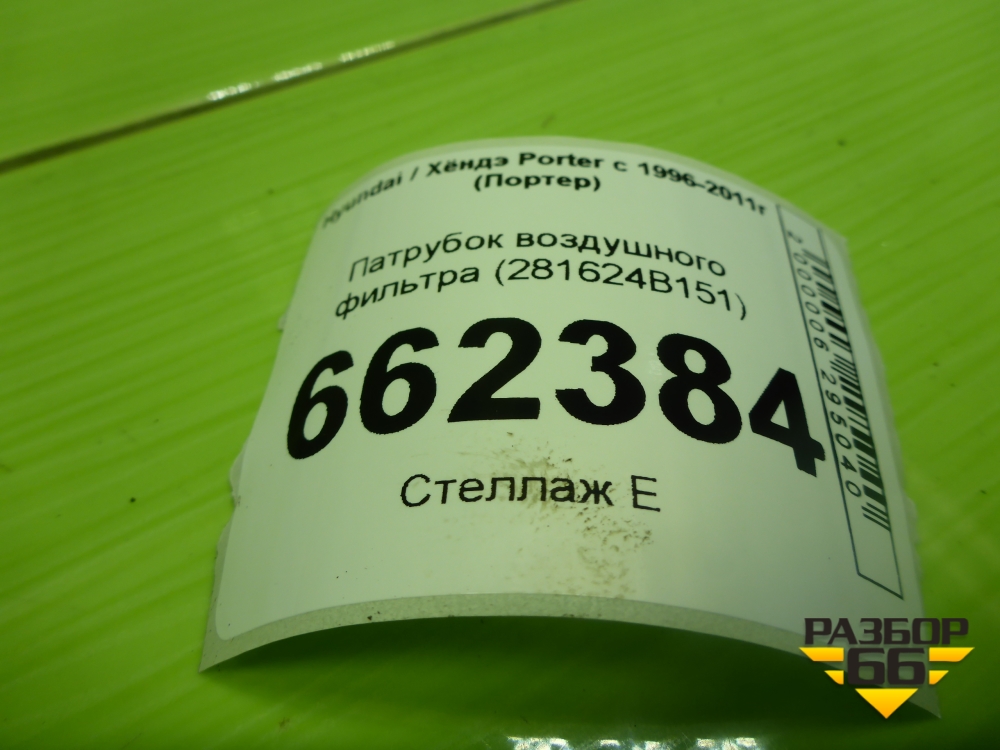 Hyundai / Хёндэ Porter с 1996-2011г
(Портер)
Патрубок воздушного
фильтра (281624B151)
662384
Стеллаж Е
2000006295040
РАЗБОР
66